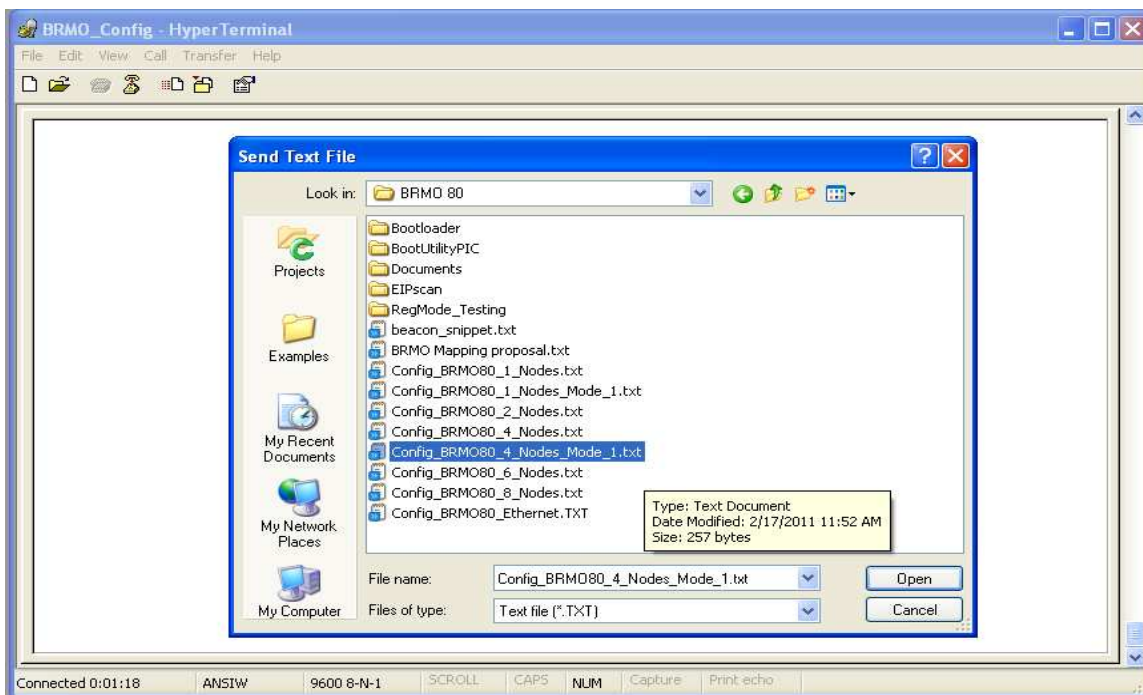 BRMO_Config - HyperTerminal
File Edit View Call Transfer Help
Send Text File
Look in: BRMO 80
Projects
Examples
My Recent
Documents
My Network
Places
My Computer
Bootloader
BootUtilityPIC
Documents
EIPscan
RegMode_Testing
beacon_snippet.txt
BRMO Mapping proposal.txt
Config_BRMO80_1_Nodes.txt
Config_BRMO80_1_Nodes_Mode_1.txt
Config_BRMO80_2_Nodes.txt
Config_BRMO80_4_Nodes.txt
Config_BRMO80_4_Nodes_Mode_1.txt
Config_BRMO80_6_Nodes.txt
Config_BRMO80_8_Nodes.txt
Config_BRMO80_Ethernet.TXT
Type: Text Document
Date Modified: 2/17/2011 11:52 AM
Size: 257 bytes
File name: Config_BRMO80_4_Nodes_Mode_1.txt Open
Files of type: Text file (*.TXT) Cancel
Connected 0:01:18 ANSIW 9600 8-N-1 SCROLL CAPS NUM Capture Print echo